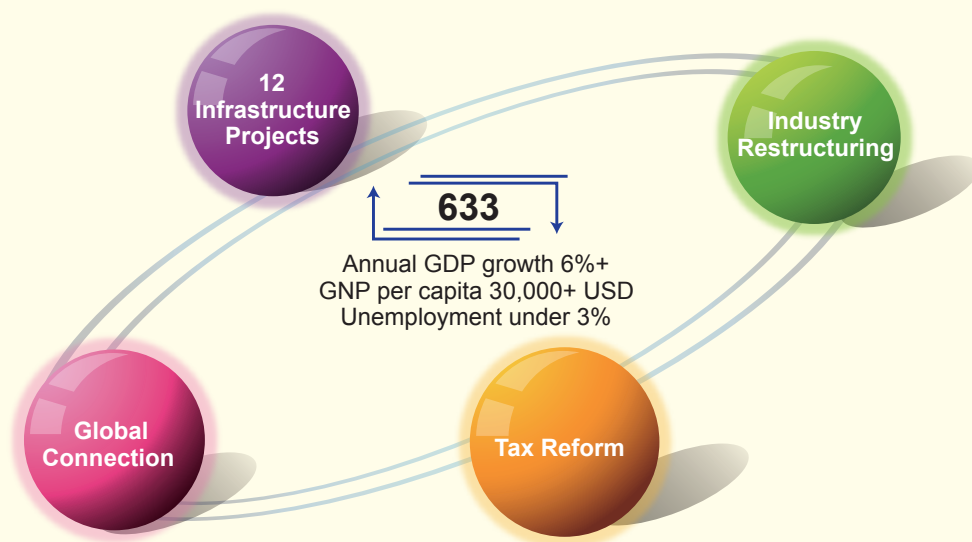 12
Infrastructure
Projects
Industry
Restructuring
633
Annual GDP growth 6%+
GNP per capita 30,000+ USD
Unemployment under 3%
Global
Connection
Tax Reform